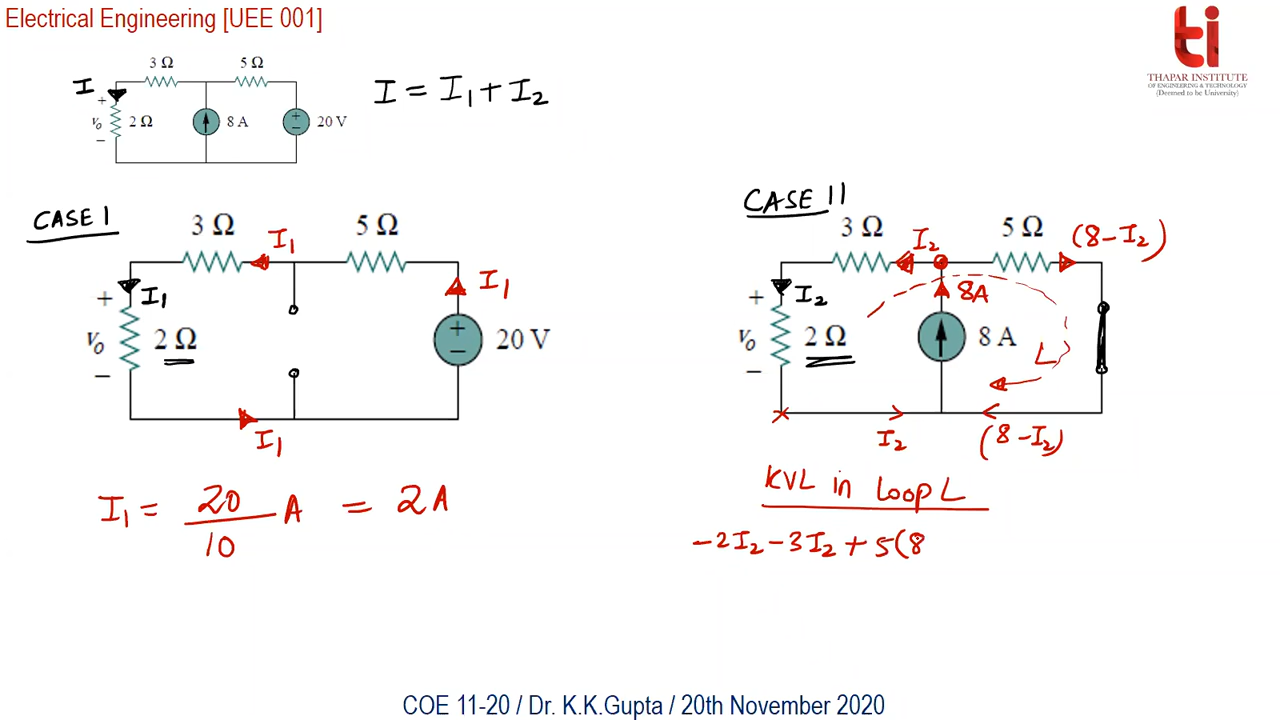 Electrical Engineering [UEE 001]
ti
THAPAR INSTITUTE
OF ENGINEERING & TECHNOLOGY
(Deemed to be University)
3 Ω
5 Ω
I
+
v₀
−
2 Ω
8 A
+
−
20 V
I = I₁ + I₂
CASE I
3 Ω
I₁
5 Ω
I₁
I₁
+
v₀
−
2 Ω
+
−
20 V
I₁
I₁ = 20/10 A = 2A
CASE II
3 Ω
I₂
5 Ω
(8-I₂)
I₂
8A
+
v₀
−
2 Ω
8 A
L
I₂
(8-I₂)
KVL in Loop L
-2I₂ - 3I₂ + 5(8
COE 11-20 / Dr. K.K.Gupta / 20th November 2020